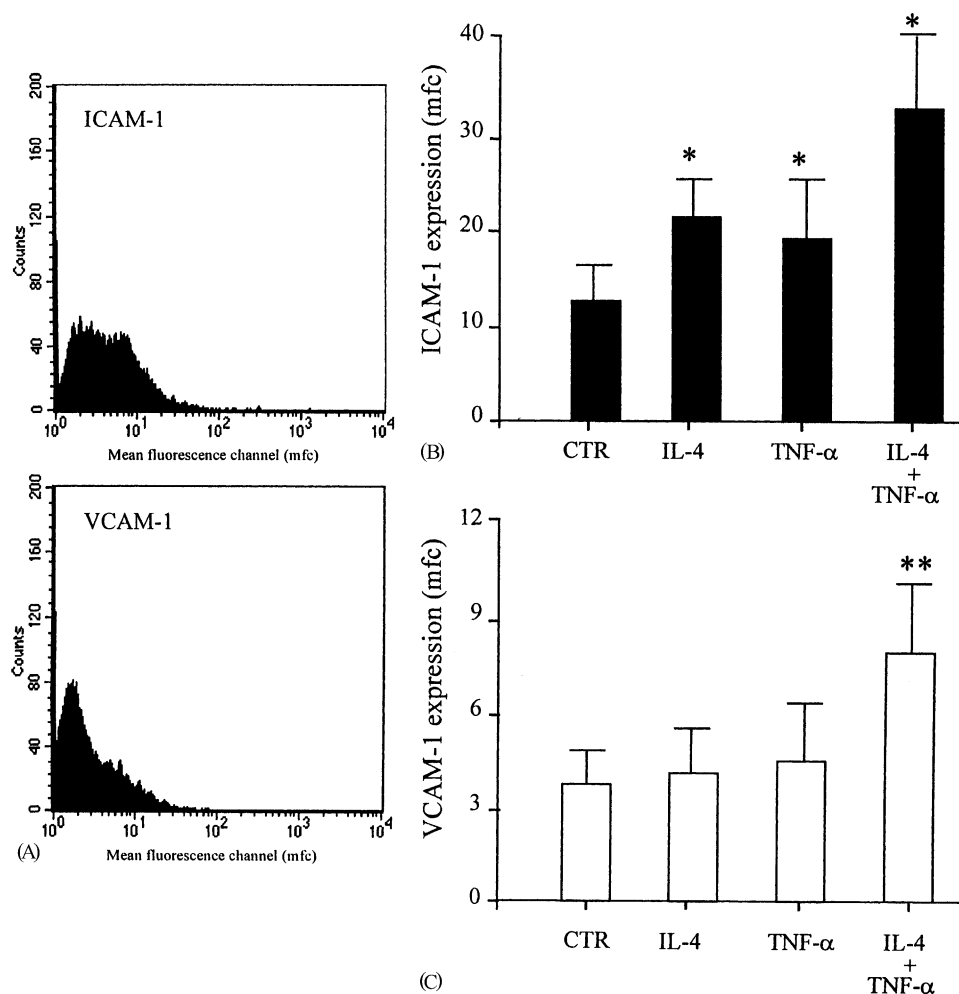 ICAM-1
Counts
200
160
120
80
40
0
10^0 10^1 10^2 10^3 10^4
Mean fluorescence channel (mfc)
VCAM-1
Counts
200
160
120
80
40
0
10^0 10^1 10^2 10^3 10^4
Mean fluorescence channel (mfc)
(A)
ICAM-1 expression (mfc)
40
30
20
10
0
*
*
*
CTR IL-4 TNF-α IL-4
+
TNF-α
(B)
VCAM-1 expression (mfc)
12
9
6
3
0
**
CTR IL-4 TNF-α IL-4
+
TNF-α
(C)